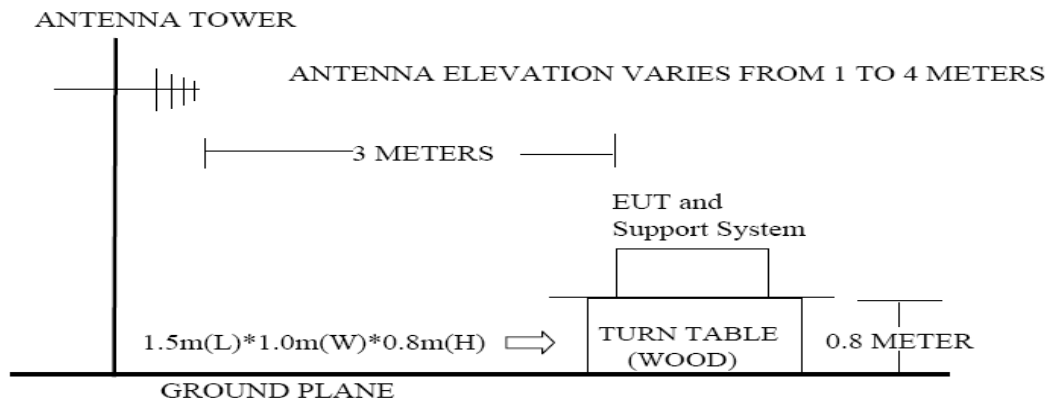 ANTENNA TOWER
ANTENNA ELEVATION VARIES FROM 1 TO 4 METERS
3 METERS
EUT and
Support System
1.5m(L)*1.0m(W)*0.8m(H)
TURN TABLE
(WOOD)
0.8 METER
GROUND PLANE